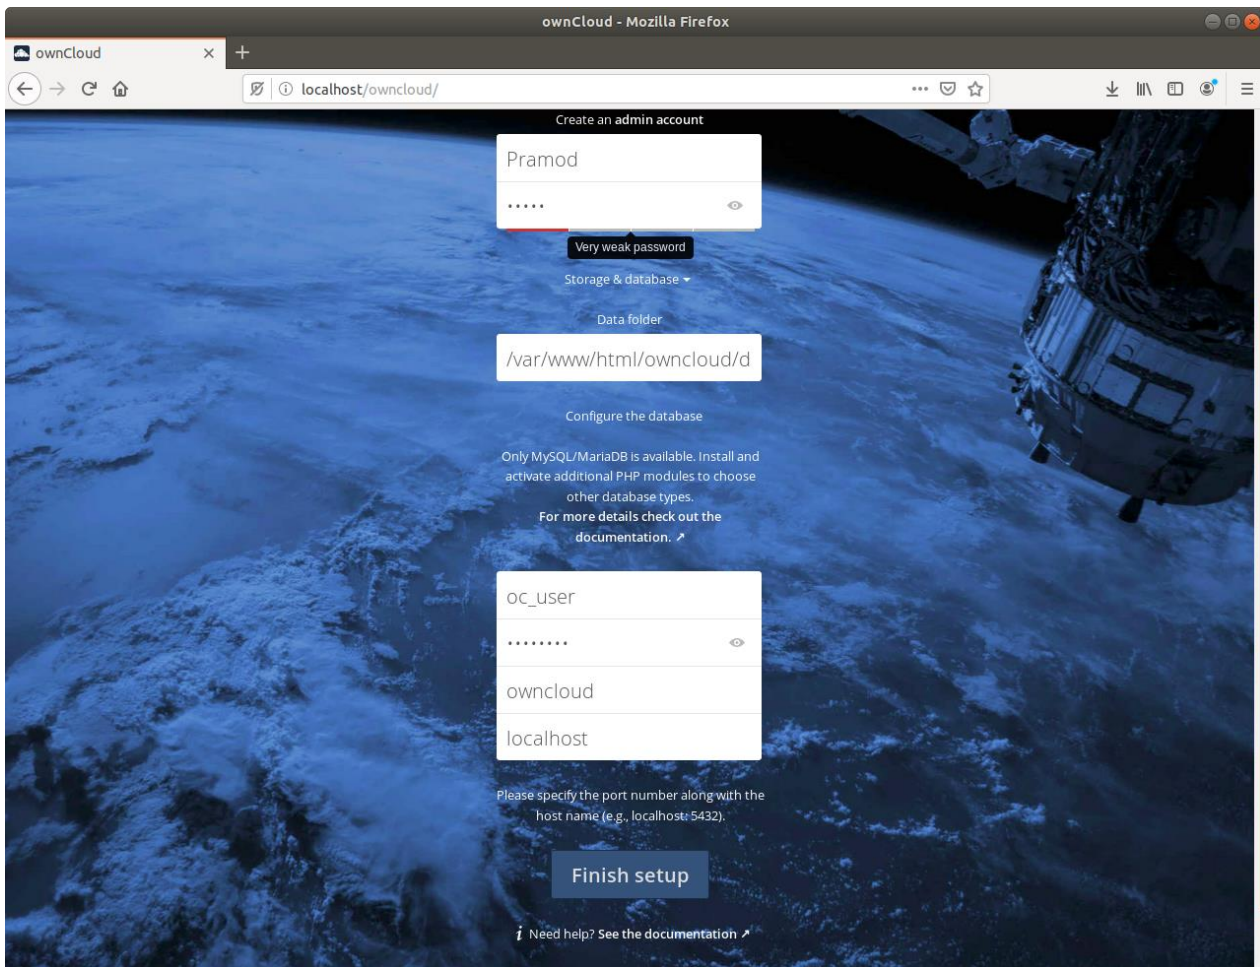 ownCloud - Mozilla Firefox
ownCloud
localhost/owncloud/
Create an admin account
Pramod
•••••
Very weak password
Storage & database
Data folder
/var/www/html/owncloud/d
Configure the database
Only MySQL/MariaDB is available. Install and
activate additional PHP modules to choose
other database types.
For more details check out the
documentation. ↗
oc_user
••••••••
owncloud
localhost
Please specify the port number along with the
host name (e.g., localhost: 5432).
Finish setup
i Need help? See the documentation ↗